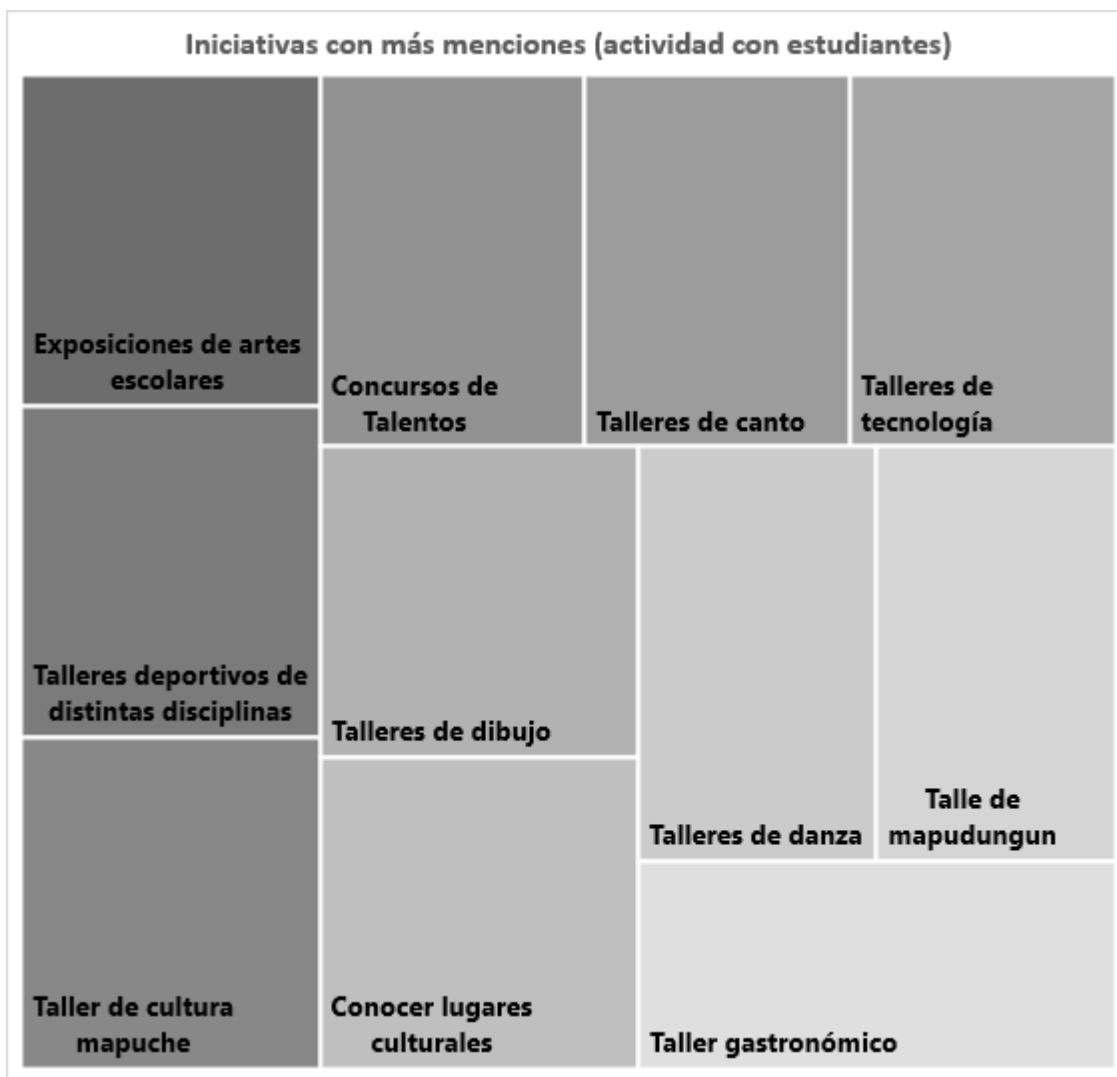 Iniciativas con más menciones (actividad con estudiantes)
Exposiciones de artes
escolares
Concursos de
Talentos
Talleres de canto
Talleres de
tecnología
Talleres deportivos de
distintas disciplinas
Talleres de dibujo
Talleres de danza
Talle de
mapudungun
Taller de cultura
mapuche
Conocer lugares
culturales
Taller gastronómico